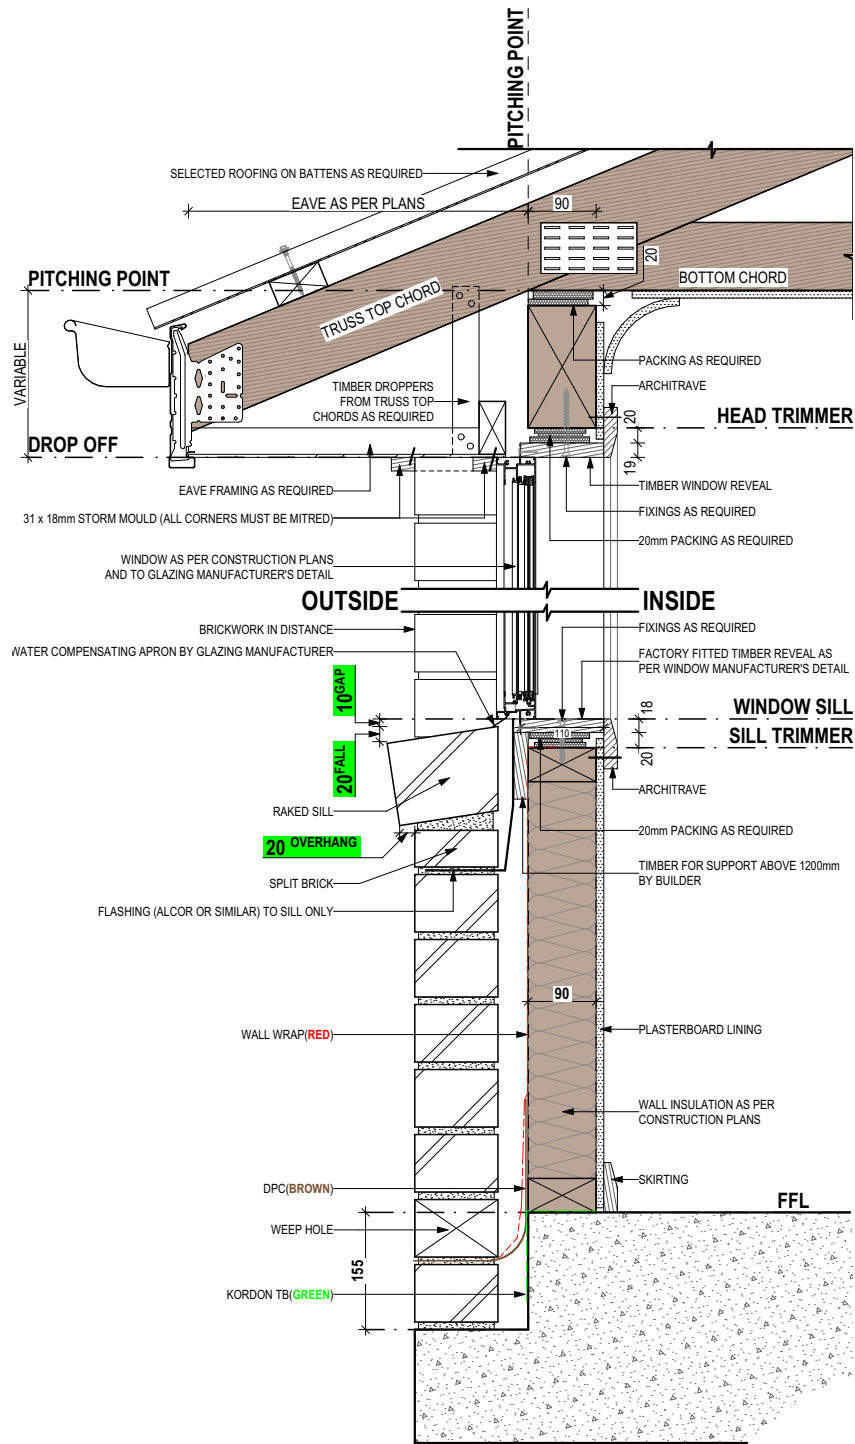 PITCHING POINT
SELECTED ROOFING ON BATTENS AS REQUIRED
EAVE AS PER PLANS
90
20
PITCHING POINT
BOTTOM CHORD
TRUSS TOP CHORD
VARIABLE
PACKING AS REQUIRED
TIMBER DROPPERS
FROM TRUSS TOP
CHORDS AS REQUIRED
ARCHITRAVE
20
HEAD TRIMMER
DROP OFF
19
EAVE FRAMING AS REQUIRED
TIMBER WINDOW REVEAL
31 x 18mm STORM MOULD (ALL CORNERS MUST BE MITRED)
FIXINGS AS REQUIRED
20mm PACKING AS REQUIRED
WINDOW AS PER CONSTRUCTION PLANS
AND TO GLAZING MANUFACTURER'S DETAIL
OUTSIDE
INSIDE
BRICKWORK IN DISTANCE
FIXINGS AS REQUIRED
WATER COMPENSATING APRON BY GLAZING MANUFACTURER
FACTORY FITTED TIMBER REVEAL AS
PER WINDOW MANUFACTURER'S DETAIL
10 GAP
18
WINDOW SILL
110
SILL TRIMMER
20 FALL
20
RAKED SILL
ARCHITRAVE
20 OVERHANG
20mm PACKING AS REQUIRED
SPLIT BRICK
TIMBER FOR SUPPORT ABOVE 1200mm
BY BUILDER
FLASHING (ALCOR OR SIMILAR) TO SILL ONLY
90
WALL WRAP(RED)
PLASTERBOARD LINING
WALL INSULATION AS PER
CONSTRUCTION PLANS
DPC(BROWN)
SKIRTING
FFL
WEEP HOLE
155
KORDON TB(GREEN)